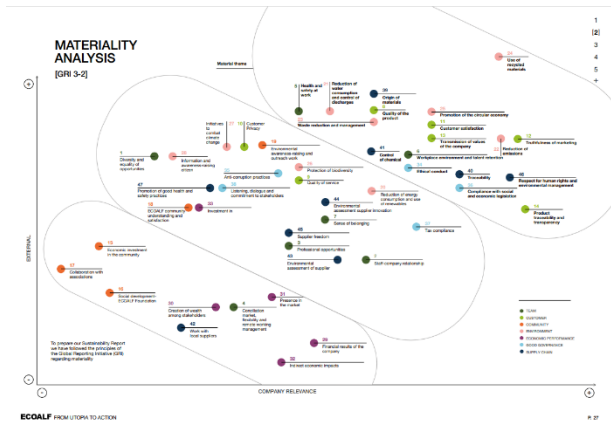 MATERIALITY
ANALYSIS
[GRI 3-2]
Material theme
1
[2]
3
4
5
+
24
Use of
recycled
materials
Health and
safety at
work
Reduction of
water
consumption
and control of
discharges
Origin of
materials
Quality of the
product
Waste reduction and management
Promotion of the circular economy
Customer satisfaction
Transmission of values
of the company
Reduction of
emissions
Truthfulness of marketing
Initiatives
to combat
climate
change
Customer
Privacy
Environmental
awareness-raising and
outreach work
Diversity and
equality of
opportunities
Information and
awareness-raising action
Control
of chemical
Workplace environment and talent retention
Protection of biodiversity
Anti-corruption practices
Ethical conduct
Traceability
Respect for human rights and
environmental management
47
Promotion of good health and
safety practices
Listening, dialogue and
commitment to stakeholders
Quality of service
Compliance with social
and economic legislation
ECOALF community
understanding and
satisfaction
Investment in
44
Environmental
assessment supplier innovation
Reduction of energy
consumption and use
of renewables
Product
traceability and
transparency
Sense of belonging
Tax compliance
Supplier freedom
Professional opportunities
Economic investment
in the community
Environmental
assessment of supplier
Staff-company relationship
Collaboration with
associations
Social development:
ECOALF Foundation
Creation of wealth
among stakeholders
4
Conciliation
market,
flexibility and
remote working
management
Presence in
the market
Work with
local suppliers
Financial results of the
company
Indirect economic impacts
EXTERNAL
COMPANY RELEVANCE
To prepare our Sustainability Report
we have followed the principles of
the Global Reporting Initiative (GRI)
regarding materiality
TEAM
CUSTOMER
COMMUNITY
ENVIRONMENT
ECONOMIC PERFORMANCE
GOOD GOVERNANCE
SUPPLY CHAIN
ECOALF FROM UTOPIA TO ACTION
P. 27